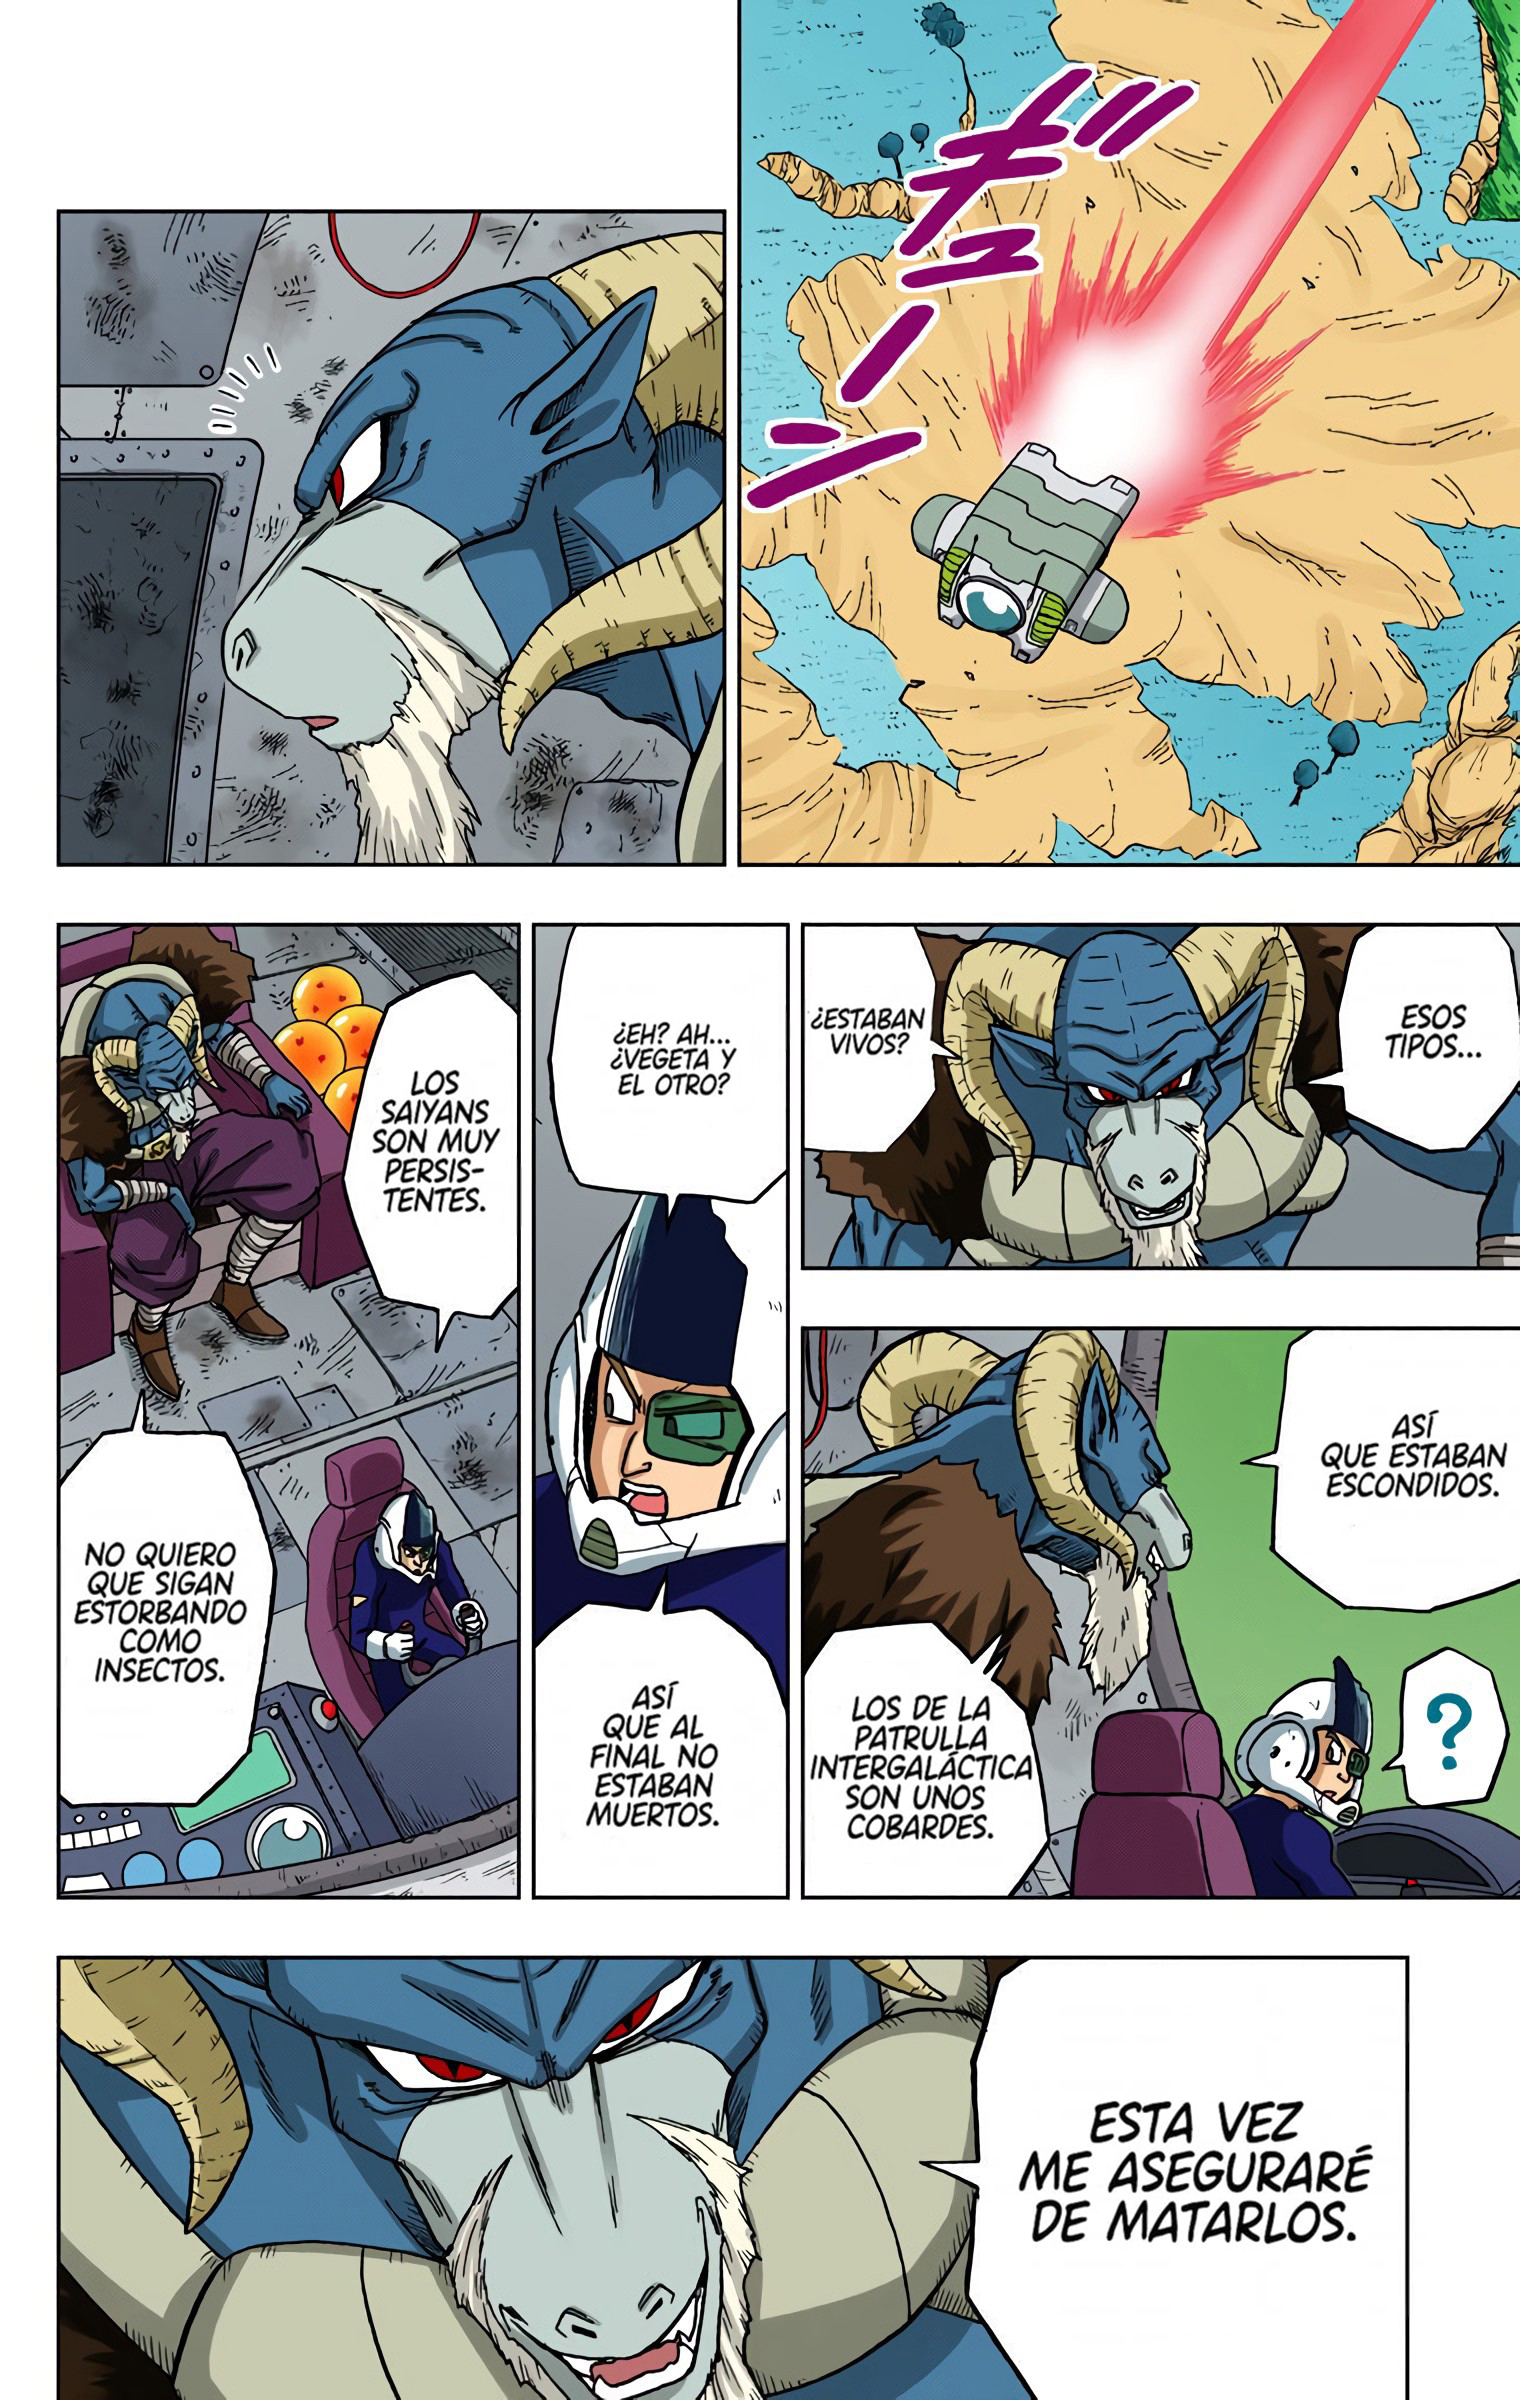 ギュ
ーン
ESOS
TIPOS...
¿ESTABAN
VIVOS?
ASÍ
QUE ESTABAN
ESCONDIDOS.
?
LOS DE LA
PATRULLA
INTERGALÁCTICA
SON UNOS
COBARDES.
¿EH? AH...
¿VEGETA Y
EL OTRO?
ASÍ
QUE AL
FINAL NO
ESTABAN
MUERTOS.
LOS
SAIYANS
SON MUY
PERSIS-
TENTES.
NO QUIERO
QUE SIGAN
ESTORBANDO
COMO
INSECTOS.
ESTA VEZ
ME ASEGURARÉ
DE MATARLOS.